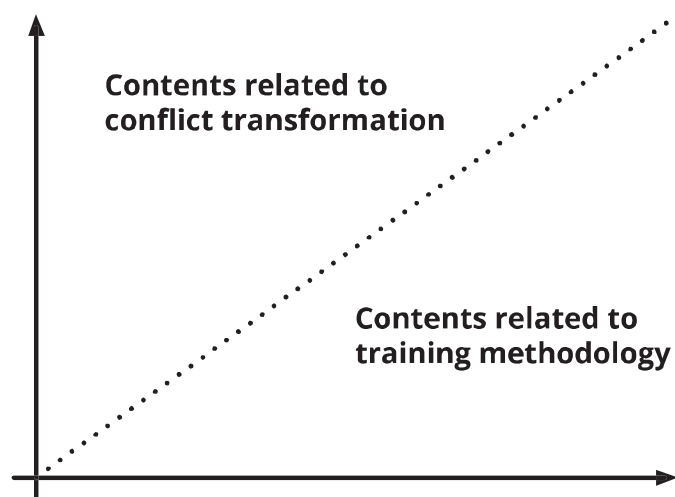 Contents related to
conflict transformation
Contents related to
training methodology